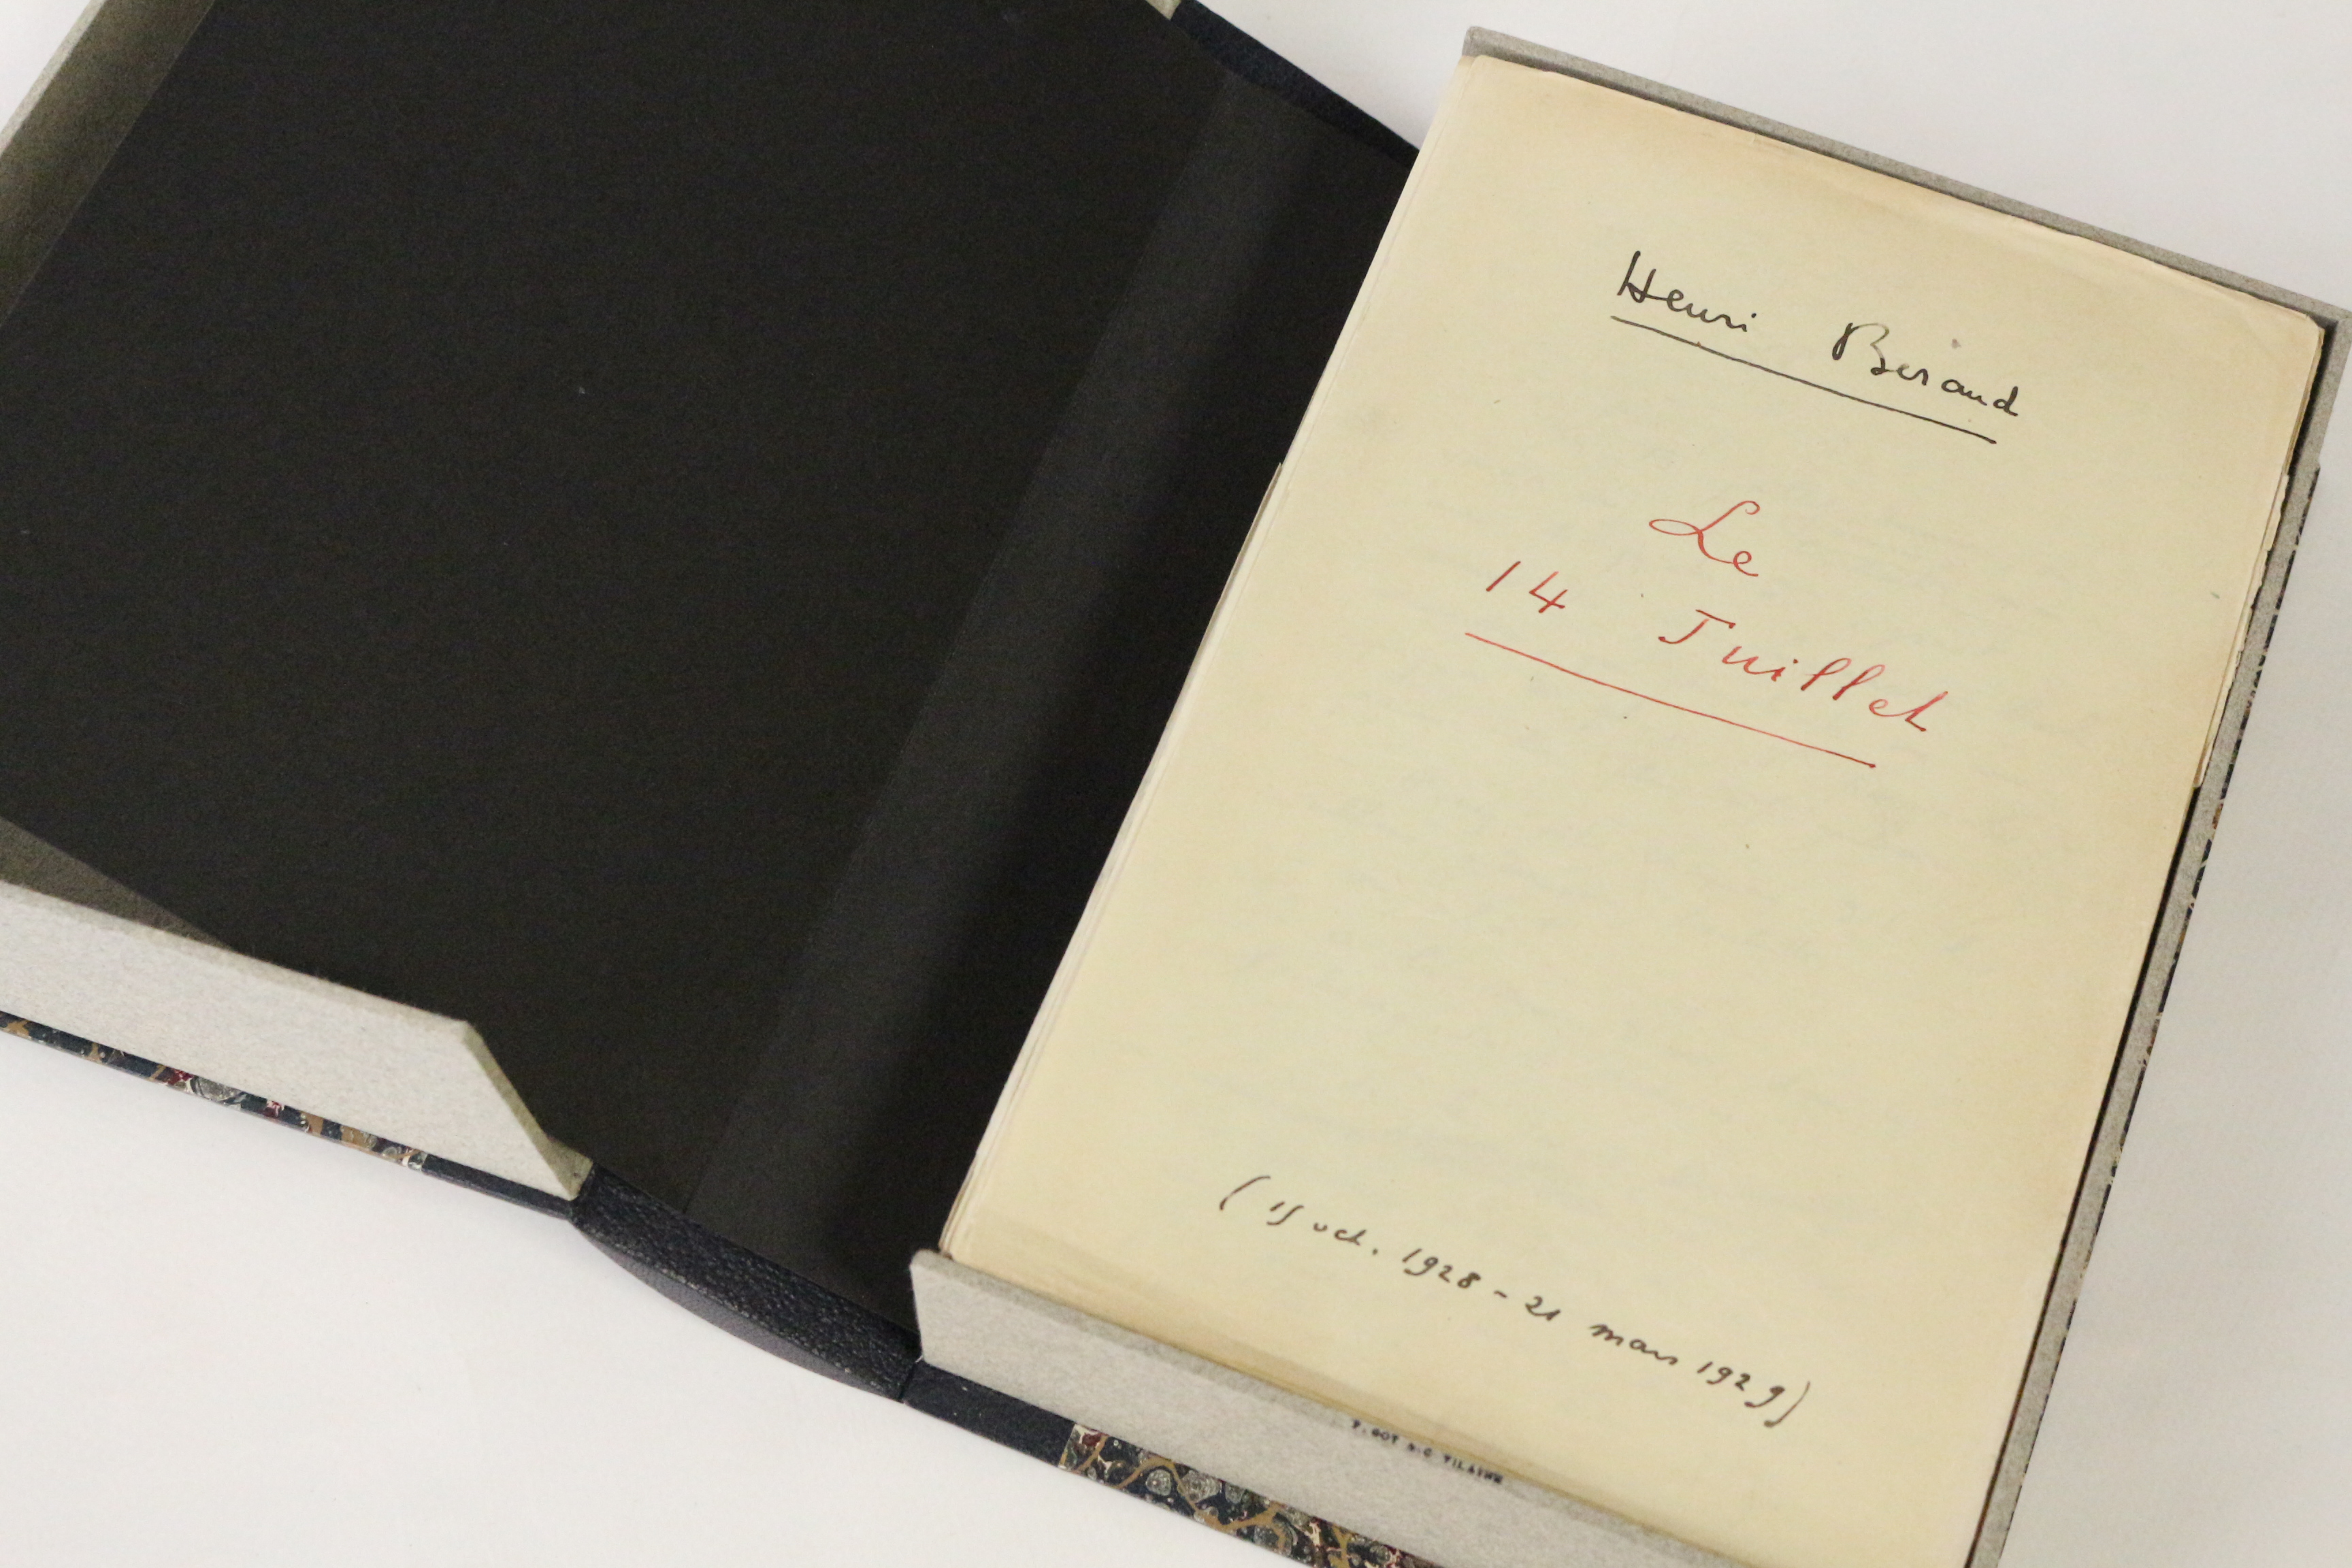 Henri Béraud
Le
14 Juillet
(15 oct. 1928 - 21 mars 1929)